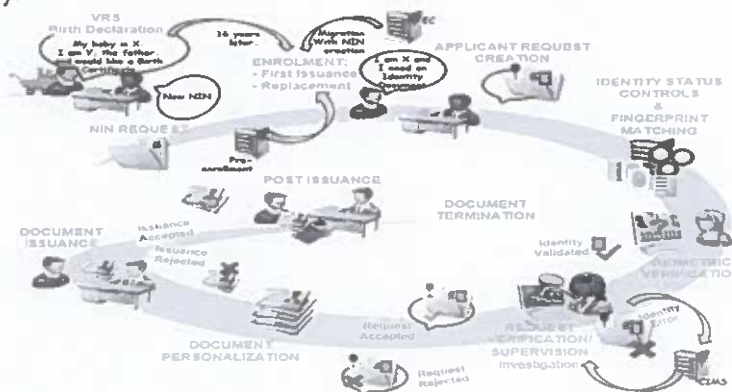 VRS
Birth Declaration
My baby is X.
I am Y, the father.
I would like a Birth
Certificate
New NIN
NIN REQUEST
16 years
later.
Migration
With NIN
creation
EC
ENROLMENT:
- First Issuance
- Replacement
Pre-
enrollment
I am X and
I need an
Identity
Document
APPLICANT REQUEST
CREATION
IDENTITY STATUS
CONTROLS
&
FINGERPRINT
MATCHING
BIOMETRIC
VERIFICATION
Identity
Validated
Identity
Error
CIMS
REQUEST
VERIFICATION/
SUPERVISION
Investigation
Request
Accepted
Request
Rejected
DOCUMENT
PERSONALIZATION
DOCUMENT
ISSUANCE
Issuance
Accepted
Issuance
Rejected
POST ISSUANCE
DOCUMENT
TERMINATION